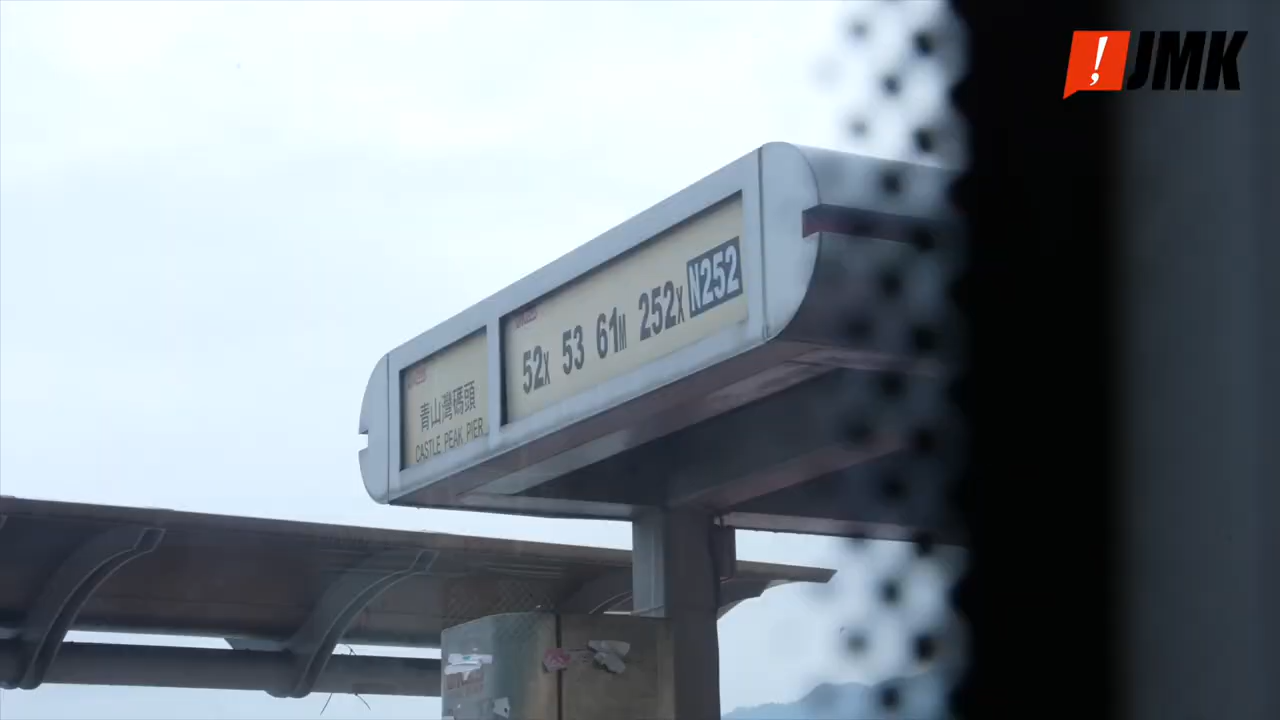 !JMK
52X 53 61M 252X N252
青山灣碼頭
CASTLE PEAK PIER